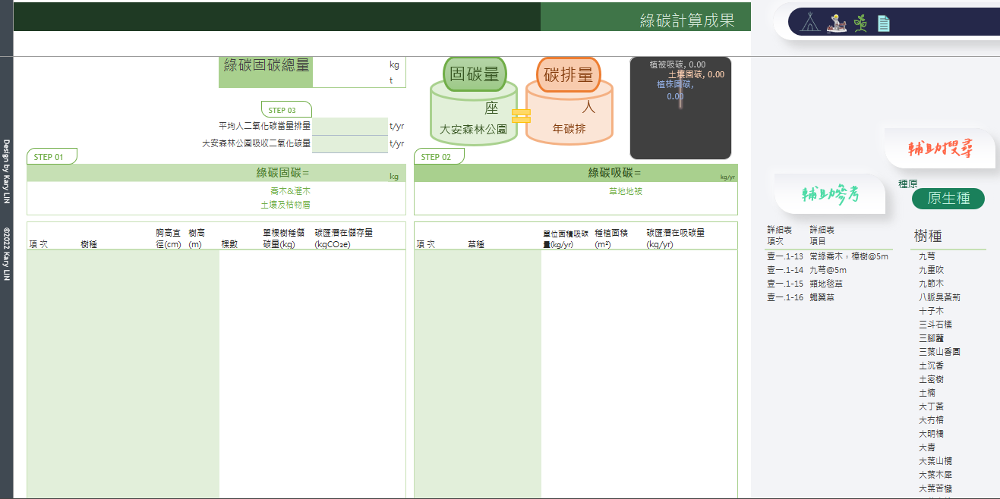 綠碳計算成果
綠碳固碳總量
kg
t
固碳量
座
大安森林公園
碳排量
人
年碳排
植被吸碳, 0.00
土壤固碳, 0.00
植株固碳,
0.00
STEP 03
平均人二氧化碳當量排量
t/yr
大安森林公園吸收二氧化碳量
t/yr
STEP 01
綠碳固碳=
kg
喬木&灌木
土壤及枯物層
STEP 02
綠碳吸碳=
kg/yr
草地地被
項 次
樹種
胸高直
徑(cm)
樹高
(m)
棵數
單棵樹種儲
碳量(kg)
碳匯潛在儲存量
(kgCO₂e)
項 次
草種
單位面積吸碳
量(kg/yr)
種植面積
(m²)
碳匯潛在吸碳量
(kg/yr)
輔助搜尋
輔助參考
種原
原生種
詳細表
項次
詳細表
項目
壹一.1-13 常綠喬木，樟樹@5m
壹一.1-14 九芎@5m
壹一.1-15 類地毯草
壹一.1-16 蟛蜞草
樹種
九芎
九重吹
九節木
八脈臭黃荊
十子木
三斗石櫟
三腳虌
三葉山香圓
土沉香
土密樹
土楠
大丁黃
大冇榕
大明橘
大青
大葉山欖
大葉木犀
大葉苦櫧
Design by Kary LIN
©2022 Kary LIN